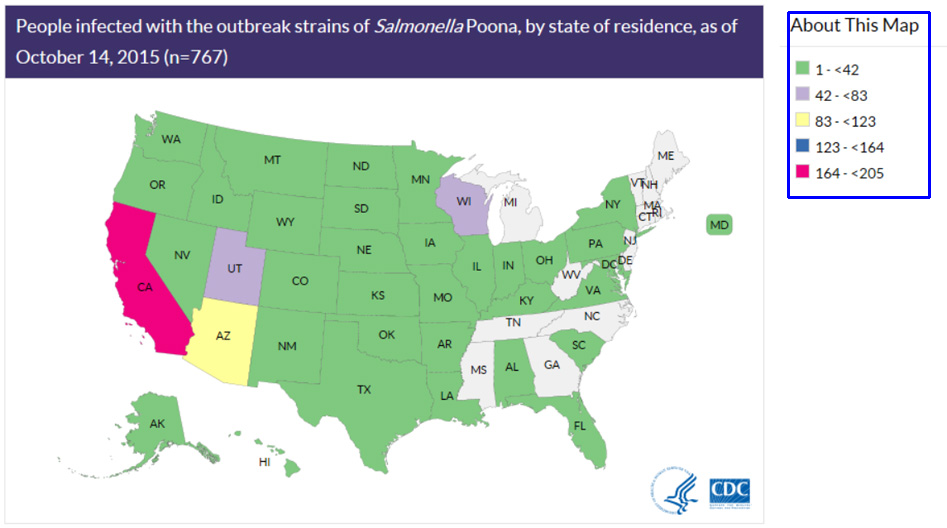 People infected with the outbreak strains of Salmonella Poona, by state of residence, as of
October 14, 2015 (n=767)
About This Map
1 - <42
42 - <83
83 - <123
123 - <164
164 - <205
WA
MT
ND
MN
ME
OR
ID
WY
SD
WI
MI
NY
VT
NH
MA
CT
RI
MD
NV
UT
CO
NE
IA
IL
IN
OH
PA
NJ
DE
DC
WV
VA
CA
KS
MO
KY
AZ
NM
OK
AR
TN
NC
SC
MS
AL
GA
TX
LA
FL
AK
HI
CDC